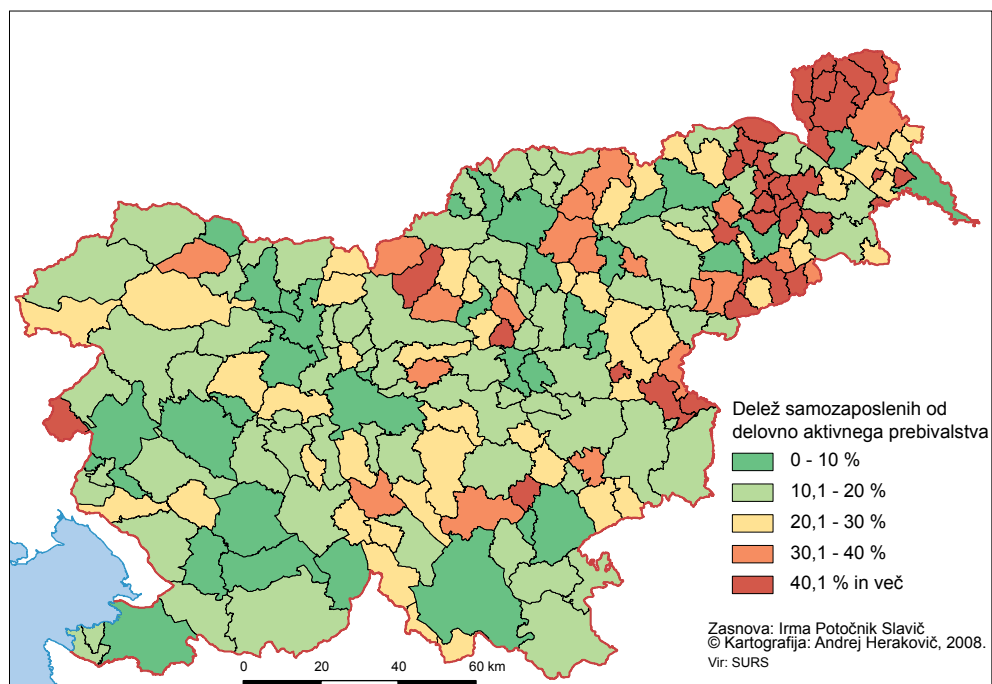 Delež samozaposlenih od
delovno aktivnega prebivalstva
0 - 10 %
10,1 - 20 %
20,1 - 30 %
30,1 - 40 %
40,1 % in več
Zasnova: Irma Potočnik Slavič
© Kartografija: Andrej Herakovič, 2008.
Vir: SURS
0 20 40 60 km